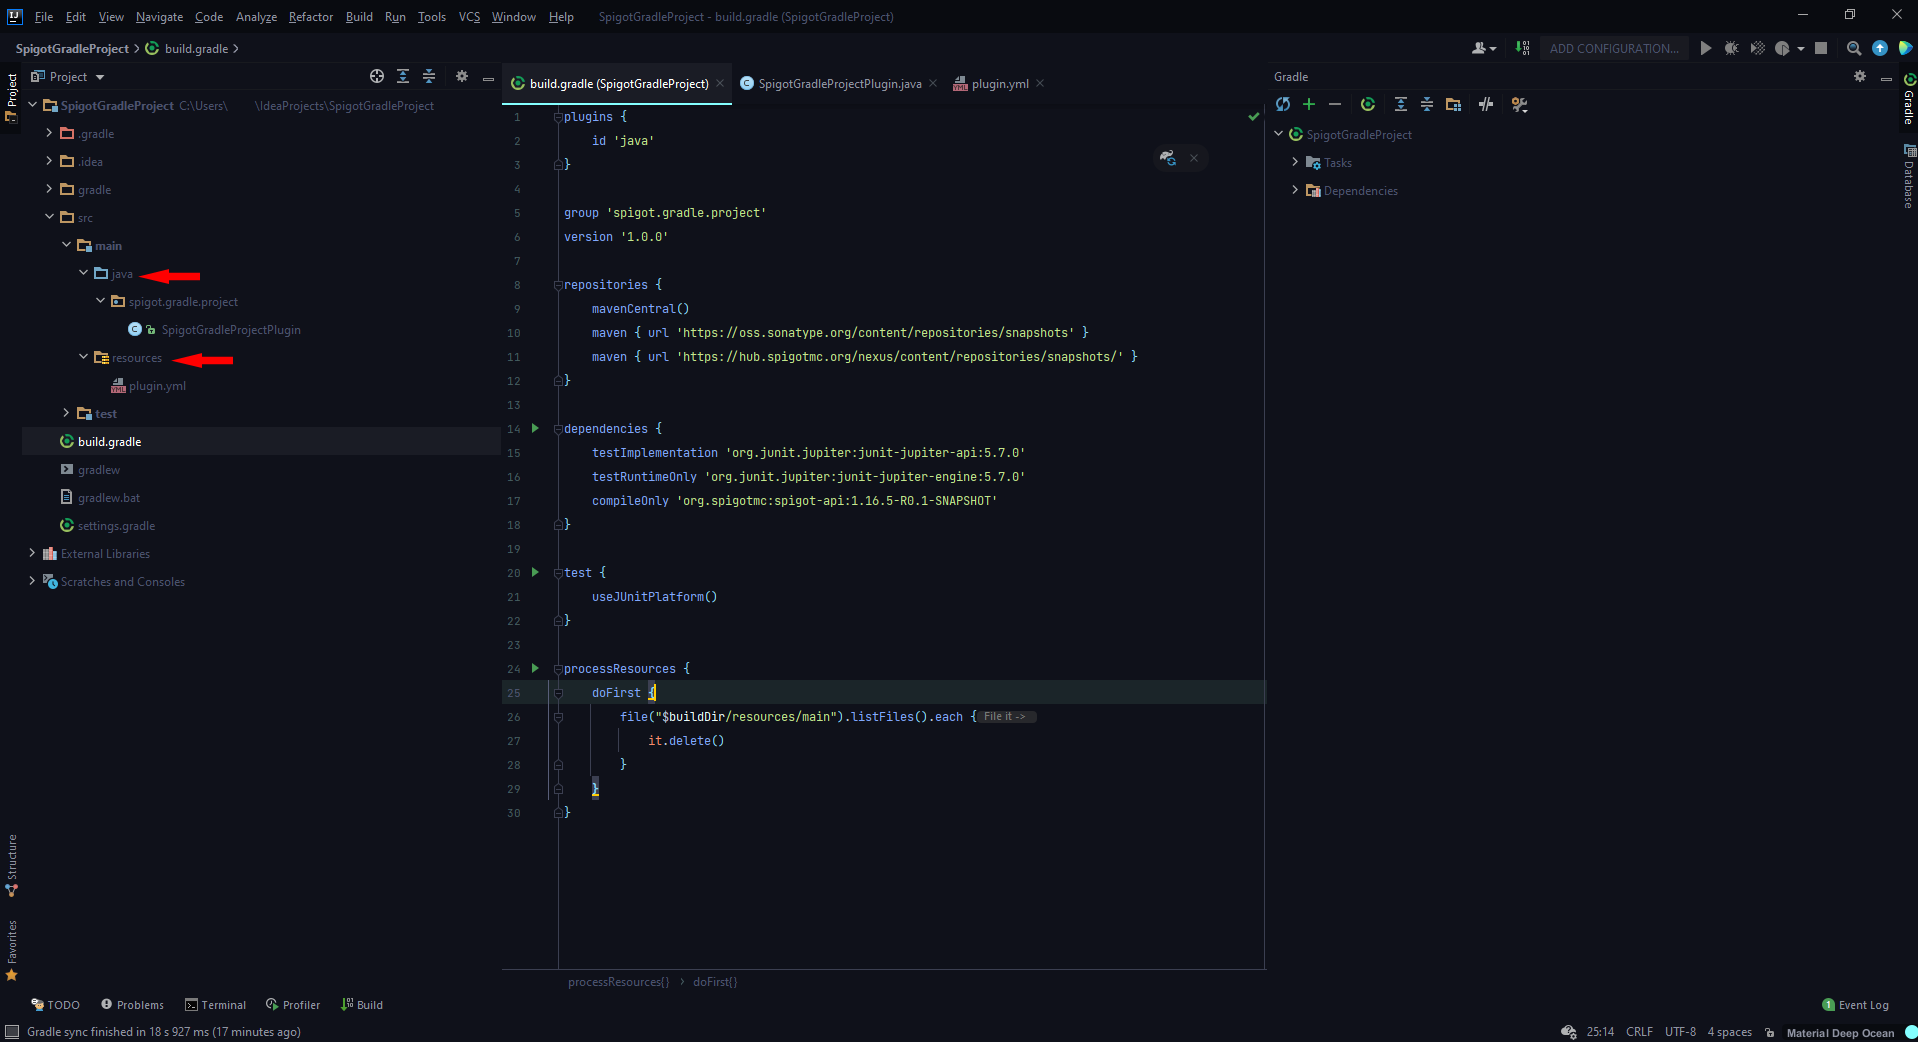 IJ File Edit View Navigate Code Analyze Refactor Build Run Tools VCS Window Help SpigotGradleProject - build.gradle (SpigotGradleProject)
SpigotGradleProject build.gradle
ADD CONFIGURATION...
Project
build.gradle (SpigotGradleProject)
SpigotGradleProjectPlugin.java
plugin.yml
Gradle
Project
Structure
Favorites
Gradle
Database
SpigotGradleProject C:\Users\ \IdeaProjects\SpigotGradleProject
.gradle
.idea
gradle
src
main
java
spigot.gradle.project
SpigotGradleProjectPlugin
resources
plugin.yml
test
build.gradle
gradlew
gradlew.bat
settings.gradle
External Libraries
Scratches and Consoles
1 plugins {
2 id 'java'
3 }
4
5 group 'spigot.gradle.project'
6 version '1.0.0'
7
8 repositories {
9 mavenCentral()
10 maven { url 'https://oss.sonatype.org/content/repositories/snapshots' }
11 maven { url 'https://hub.spigotmc.org/nexus/content/repositories/snapshots/' }
12 }
13
14 dependencies {
15 testImplementation 'org.junit.jupiter:junit-jupiter-api:5.7.0'
16 testRuntimeOnly 'org.junit.jupiter:junit-jupiter-engine:5.7.0'
17 compileOnly 'org.spigotmc:spigot-api:1.16.5-R0.1-SNAPSHOT'
18 }
19
20 test {
21 useJUnitPlatform()
22 }
23
24 processResources {
25 doFirst {
26 file("$buildDir/resources/main").listFiles().each { File it ->
27 it.delete()
28 }
29 }
30 }
SpigotGradleProject
Tasks
Dependencies
processResources{} › doFirst{}
TODO Problems Terminal Profiler Build
1 Event Log
Gradle sync finished in 18 s 927 ms (17 minutes ago)
25:14 CRLF UTF-8 4 spaces Material Deep Ocean